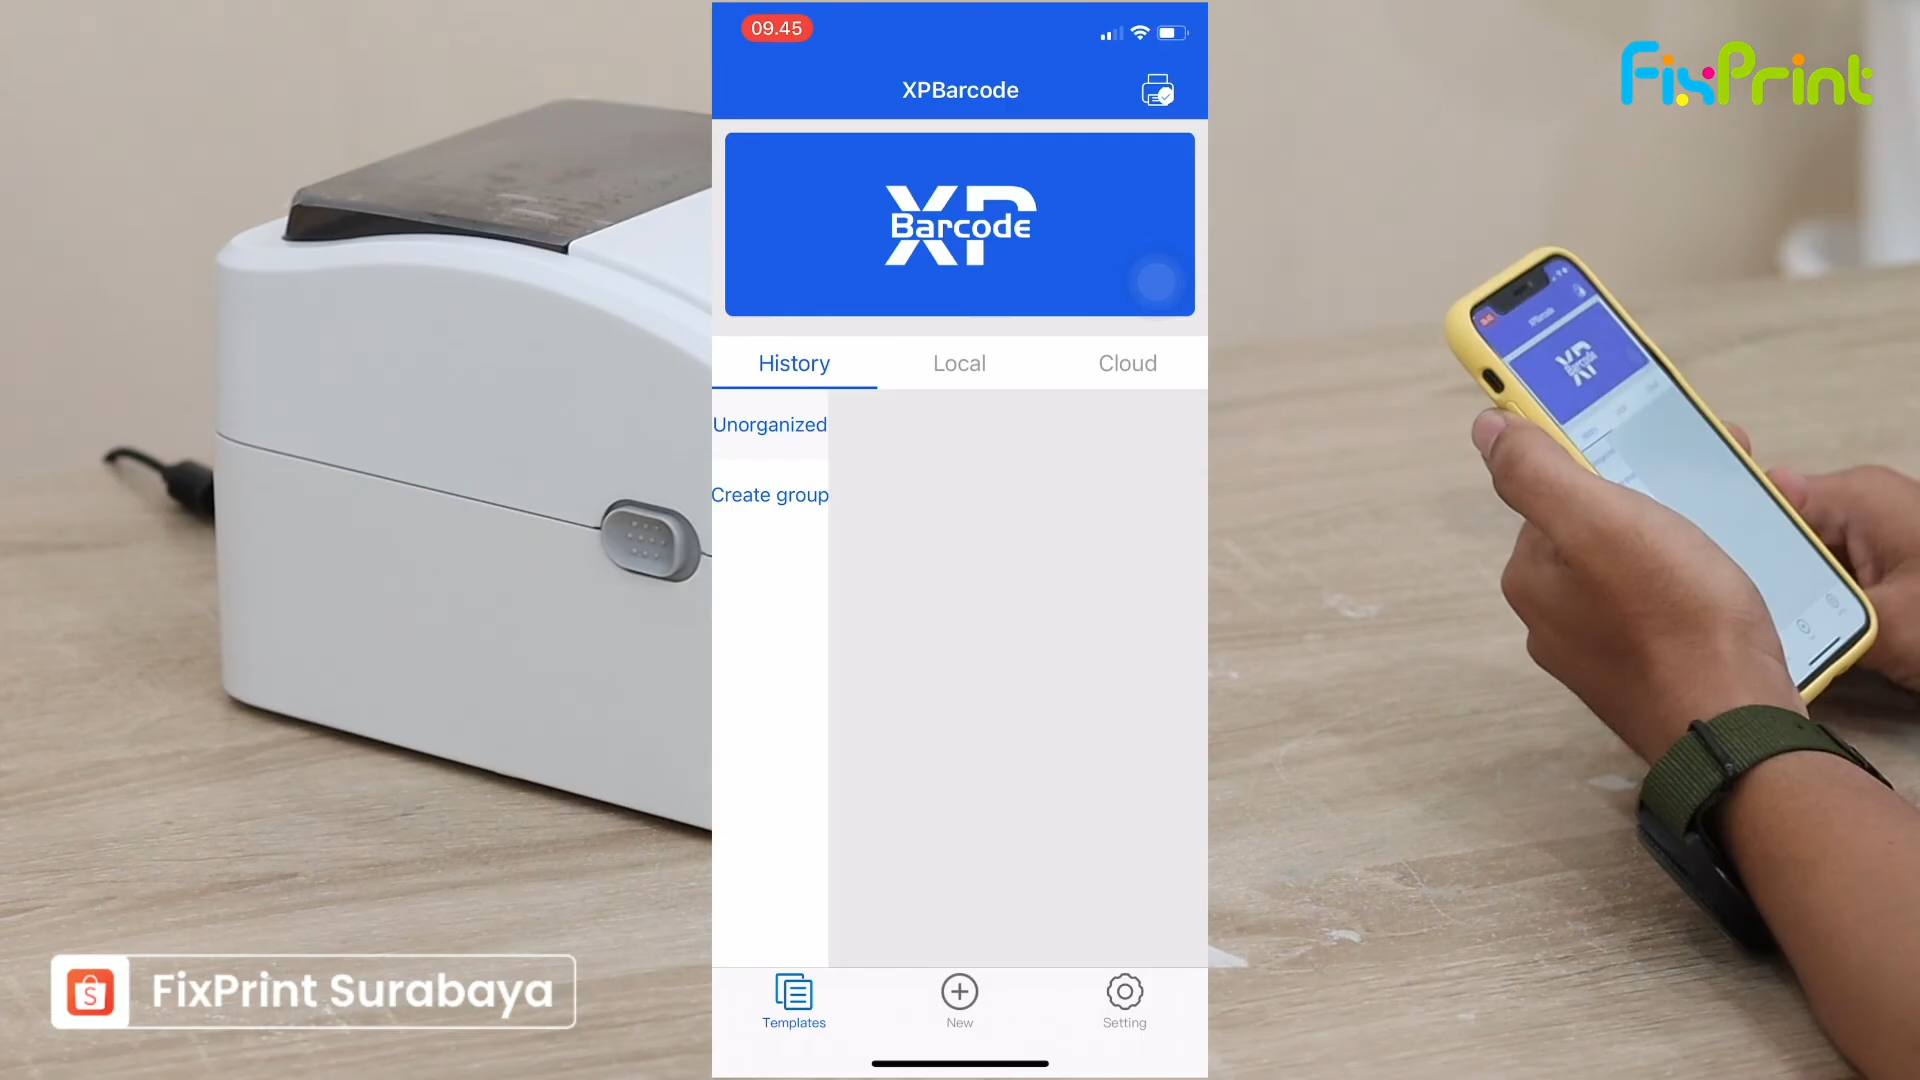 09.45
XPBarcode
FixPrint
XP
Barcode
History
Local
Cloud
Unorganized
Create group
Templates
New
Setting
FixPrint Surabaya